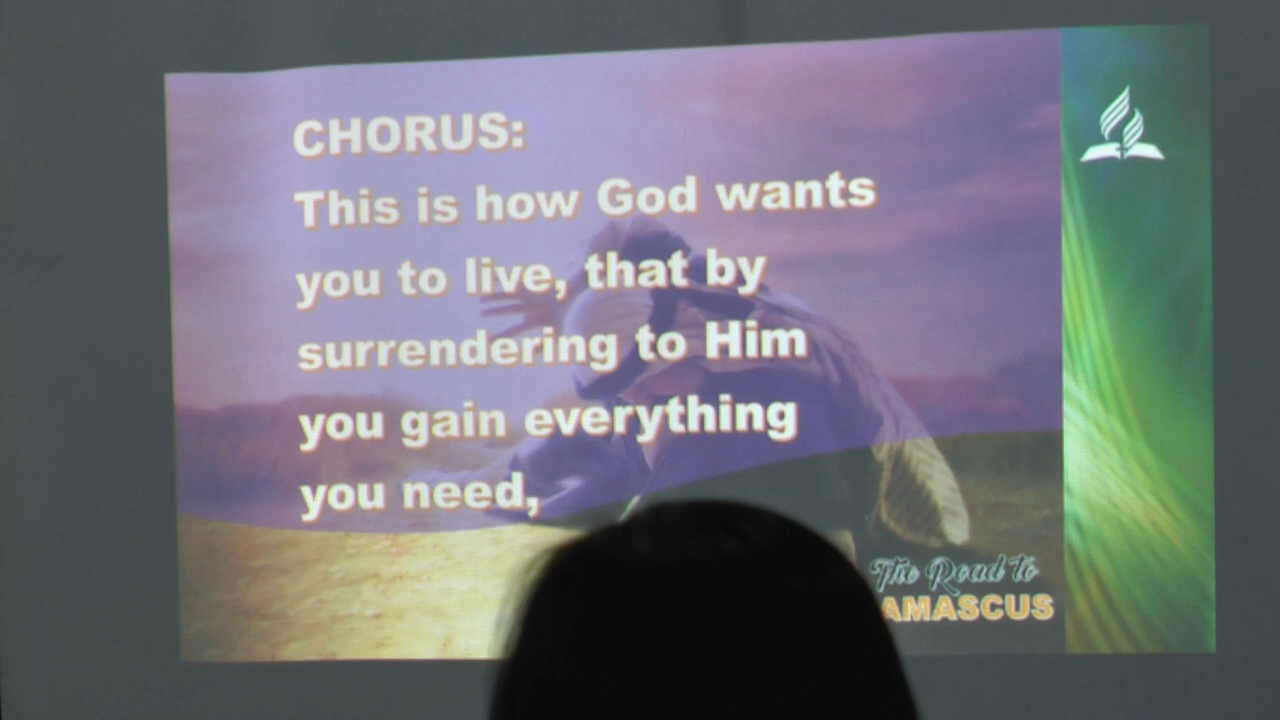 CHORUS:
This is how God wants
you to live, that by
surrendering to Him
you gain everything
you need,
The Road to
AMASCUS